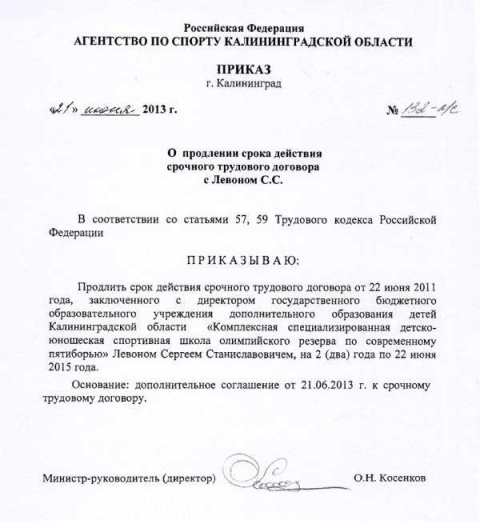 Российская Федерация
АГЕНТСТВО ПО СПОРТУ КАЛИНИНГРАДСКОЙ ОБЛАСТИ
ПРИКАЗ
г. Калининград
«21» июня 2013 г. № 132-л/с
О продлении срока действия
срочного трудового договора
с Левоном С.С.
В соответствии со статьями 57, 59 Трудового кодекса Российской
Федерации
П Р И К А З Ы В А Ю:
Продлить срок действия срочного трудового договора от 22 июня 2011
года, заключенного с директором государственного бюджетного
образовательного учреждения дополнительного образования детей
Калининградской области «Комплексная специализированная детско-
юношеская спортивная школа олимпийского резерва по современному
пятиборью» Левоном Сергеем Станиславовичем, на 2 (два) года по 22 июня
2015 года.
Основание: дополнительное соглашение от 21.06.2013 г. к срочному
трудовому договору.
Министр-руководитель (директор) О.Н. Косенков